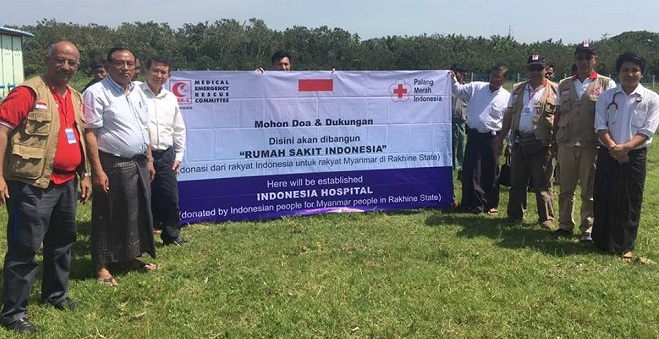 MEDICAL
EMERGENCY
RESCUE
COMMITTEE
Palang
Merah
Indonesia
Mohon Doa & Dukungan
Disini akan dibangun
"RUMAH SAKIT INDONESIA"
(donasi dari rakyat Indonesia untuk rakyat Myanmar di Rakhine State)
Here will be established
INDONESIA HOSPITAL
(donated by Indonesian people for Myanmar people in Rakhine State)